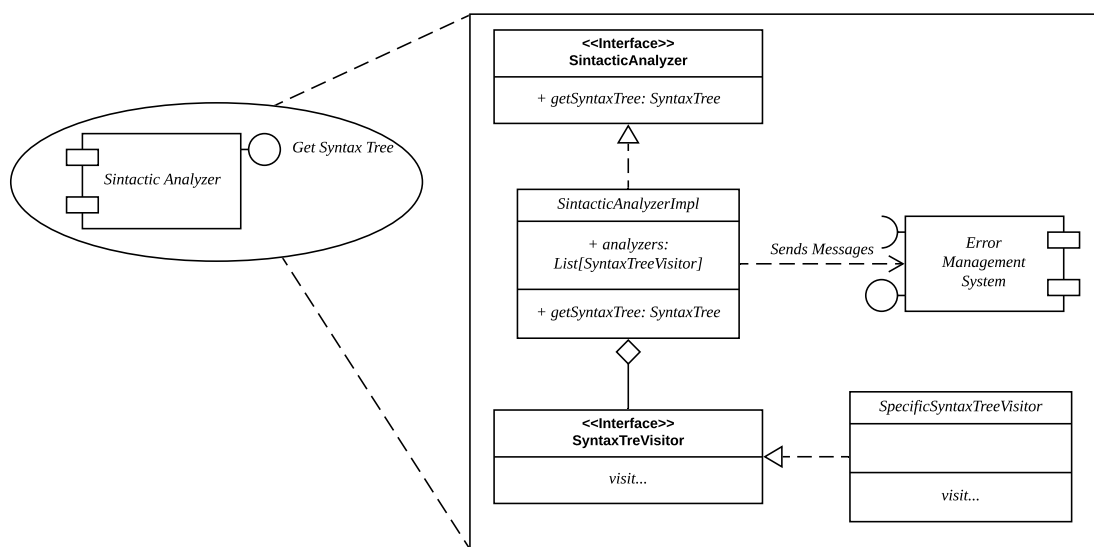 <<Interface>>
SintacticAnalyzer
+ getSyntaxTree: SyntaxTree
Get Syntax Tree
Sintactic Analyzer
SintacticAnalyzerImpl
+ analyzers:
List[SyntaxTreeVisitor]
+ getSyntaxTree: SyntaxTree
Sends Messages
Error
Management
System
<<Interface>>
SyntaxTreVisitor
visit...
SpecificSyntaxTreeVisitor
visit...